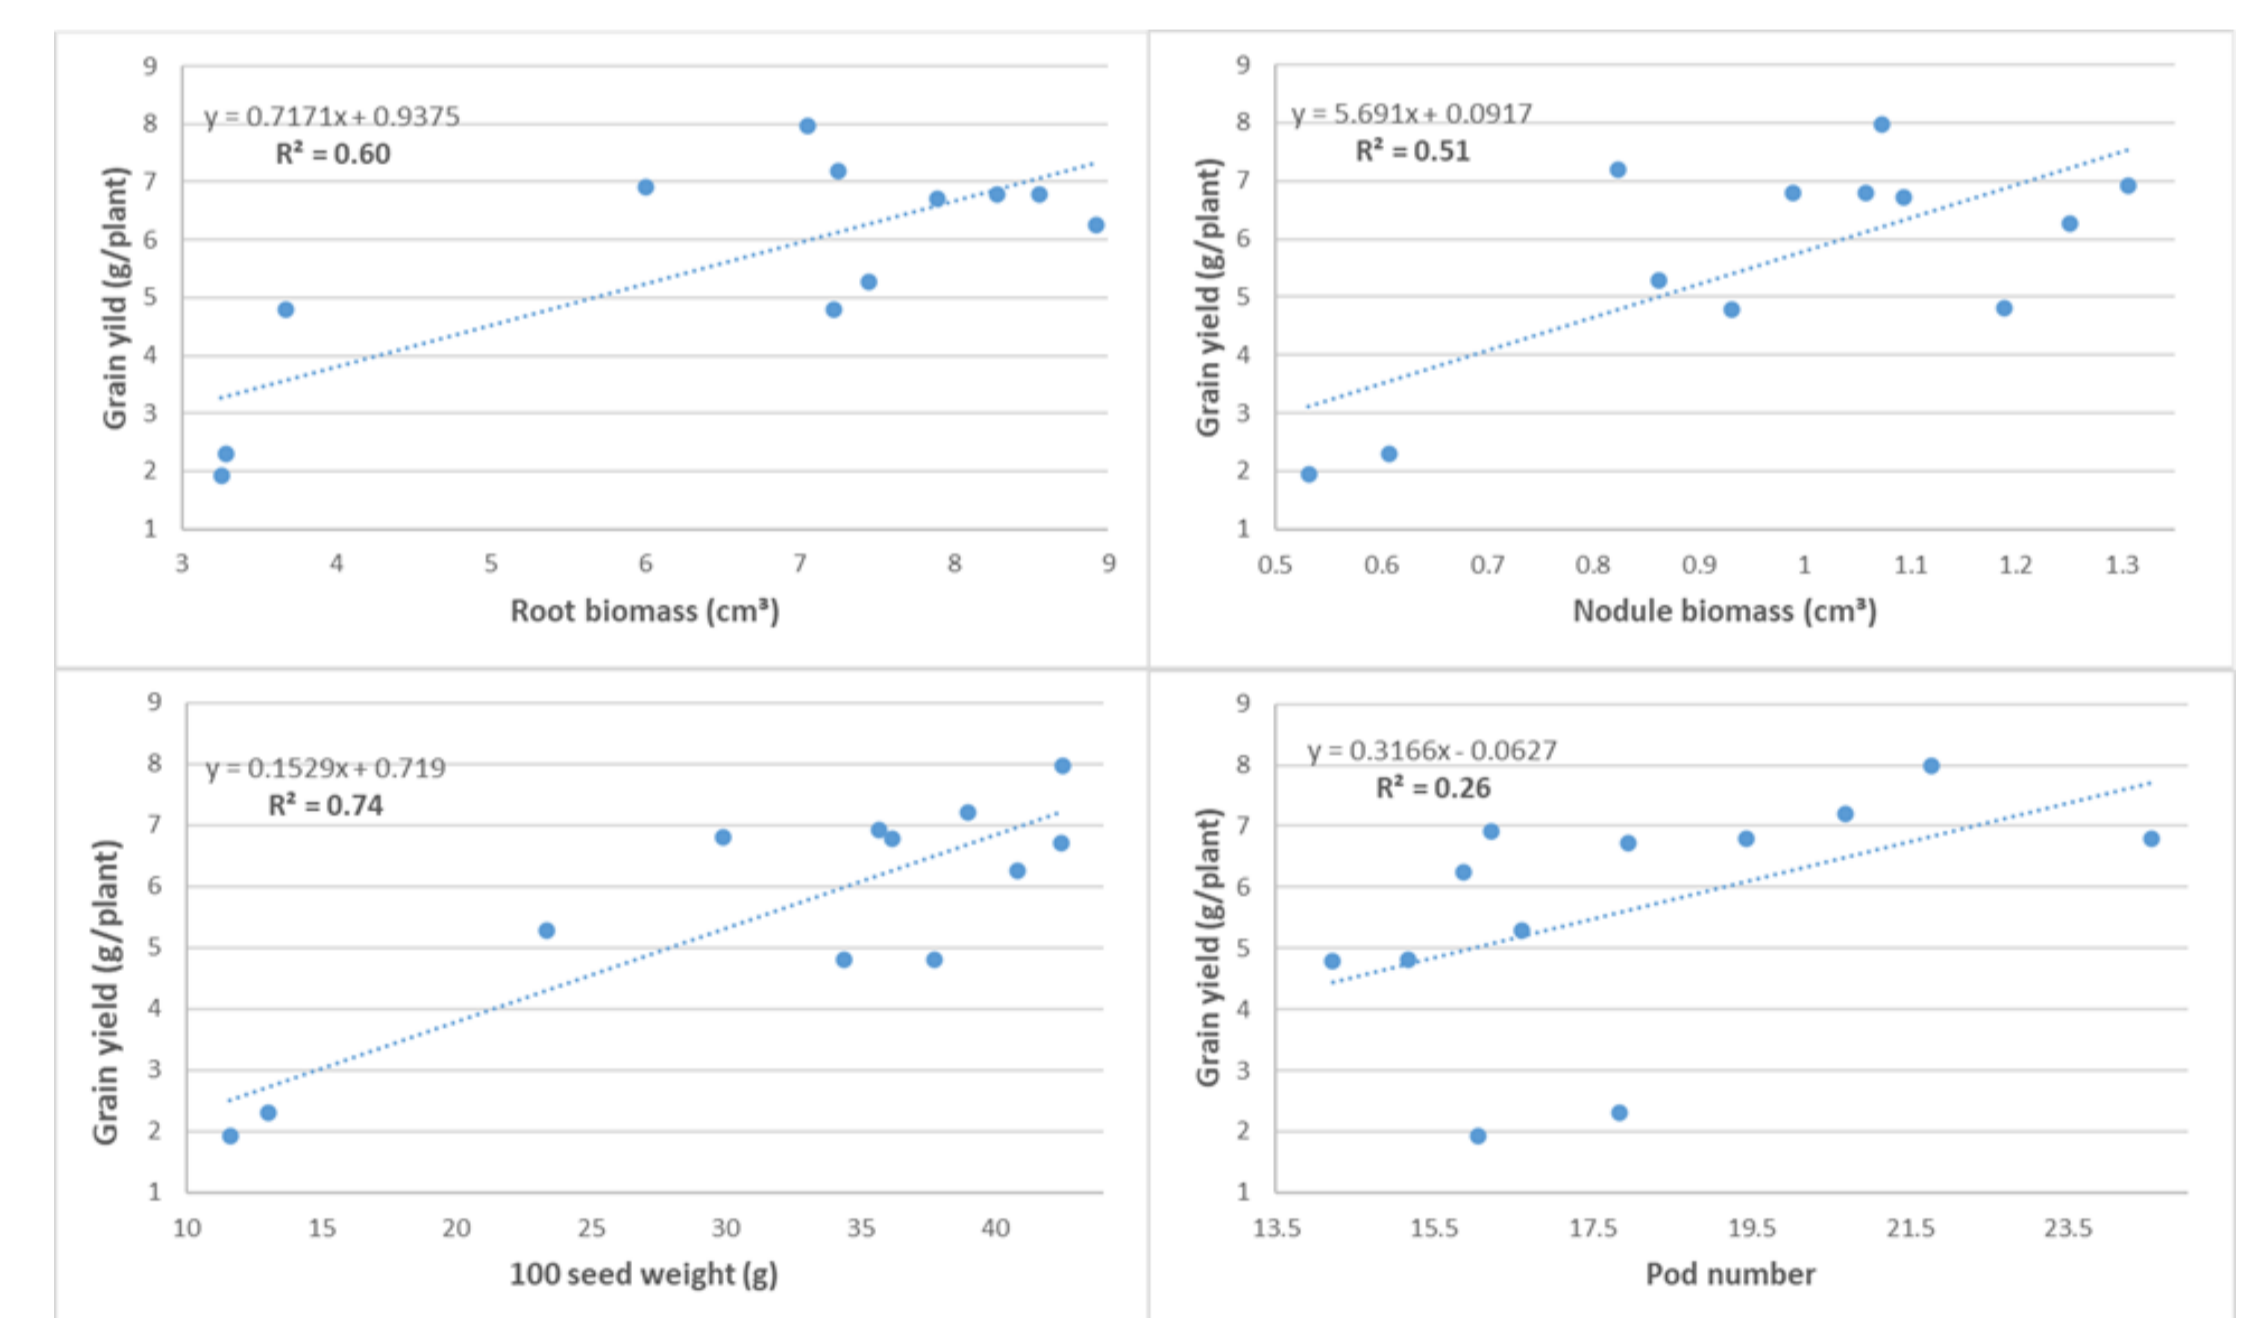 9
8
7
6
5
4
3
2
1
y = 0.7171x + 0.9375
R² = 0.60
Grain yild (g/plant)
3 4 5 6 7 8 9
Root biomass (cm³)
9
8
7
6
5
4
3
2
1
y = 5.691x + 0.0917
R² = 0.51
Grain yield (g/plant)
0.5 0.6 0.7 0.8 0.9 1 1.1 1.2 1.3
Nodule biomass (cm³)
9
8
7
6
5
4
3
2
1
y = 0.1529x + 0.719
R² = 0.74
Grain yield (g/plant)
10 15 20 25 30 35 40
100 seed weight (g)
9
8
7
6
5
4
3
2
1
y = 0.3166x - 0.0627
R² = 0.26
Grain yield (g/plant)
13.5 15.5 17.5 19.5 21.5 23.5
Pod number